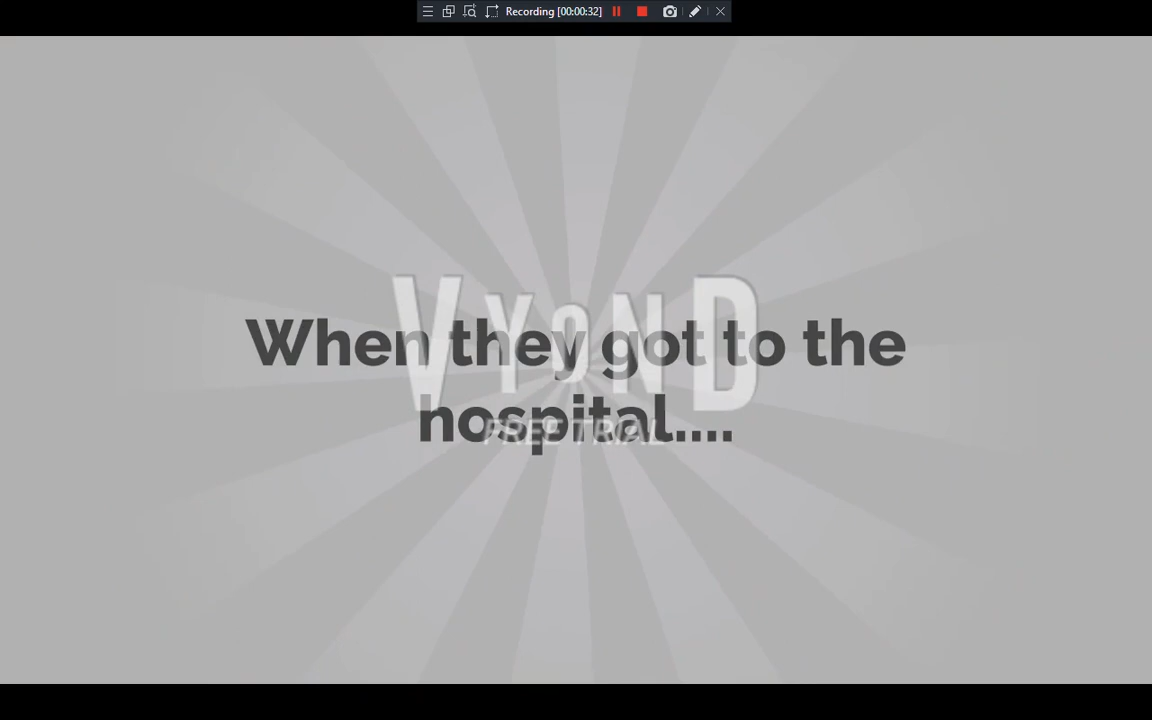 Recording [00:00:32]
VYOND
When they got to the
hospital....
FREE TRIAL